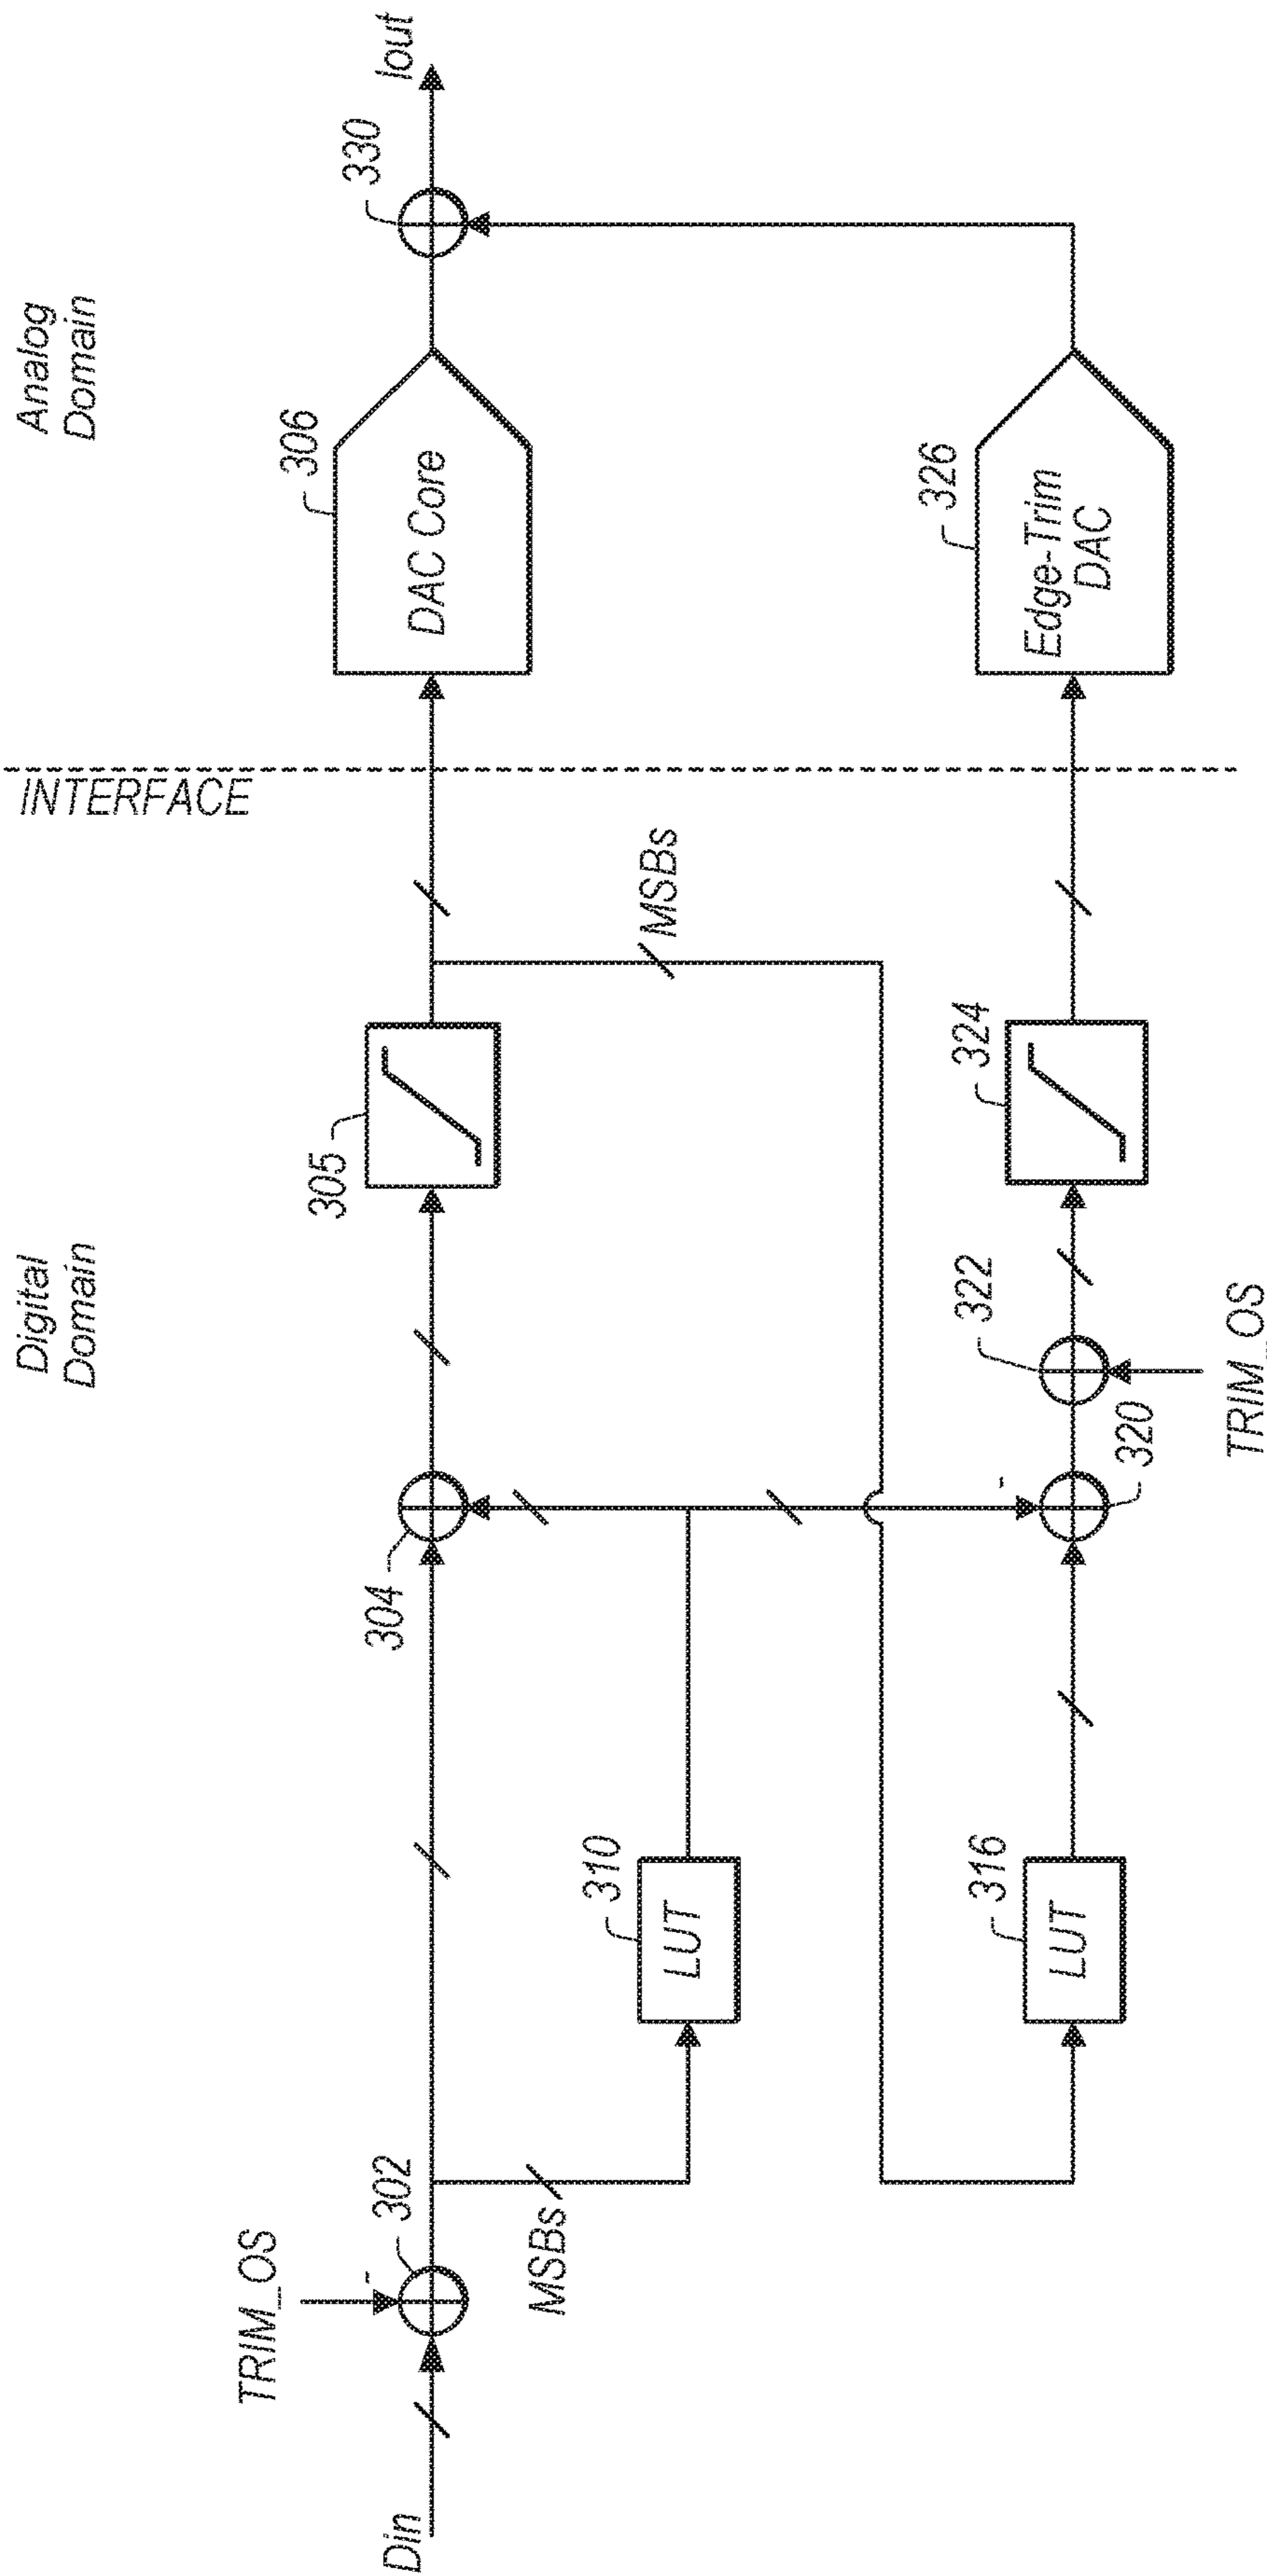 Digital
Domain
Analog
Domain
TRIM_OS
Din
302
304
305
306
DAC Core
330
Iout
INTERFACE
MSBs
310
LUT
MSBs
316
LUT
320
322
TRIM_OS
324
326
Edge-Trim
DAC